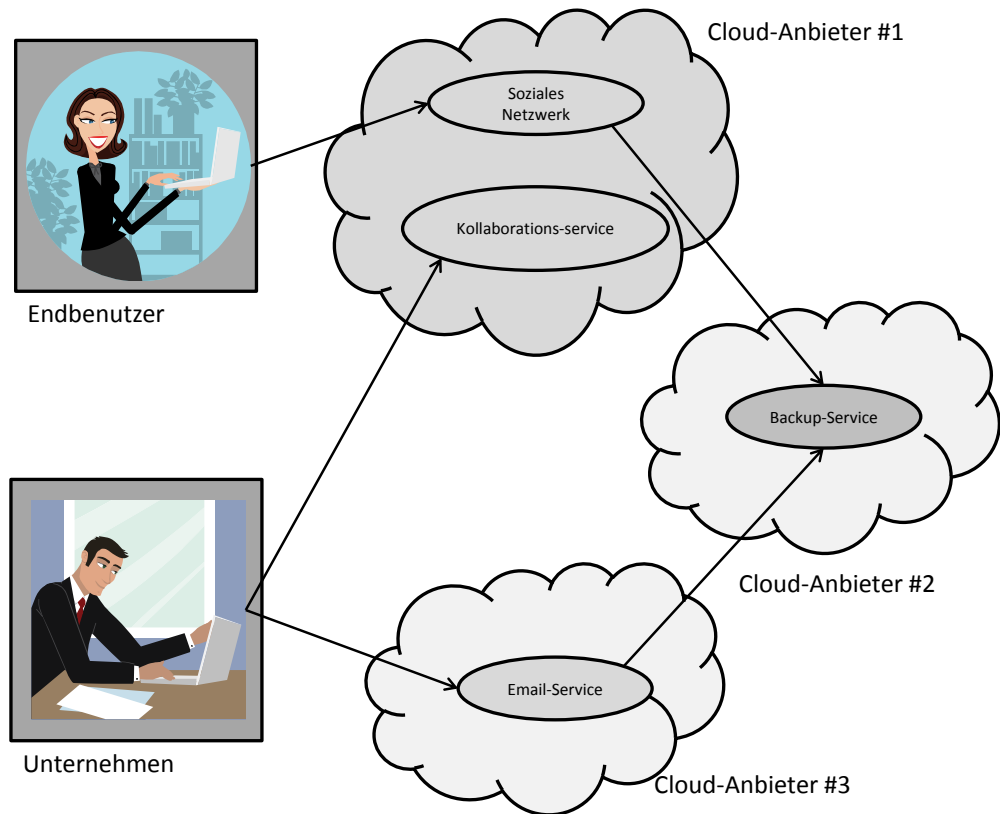 Cloud-Anbieter #1
Soziales
Netzwerk
Kollaborations-service
Endbenutzer
Backup-Service
Cloud-Anbieter #2
Email-Service
Unternehmen
Cloud-Anbieter #3